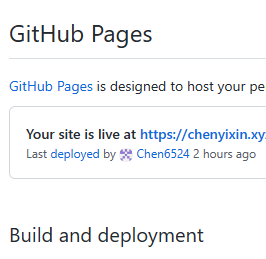 GitHub Pages
GitHub Pages is designed to host your pe
Your site is live at https://chenyixin.xy
Last deployed by Chen6524 2 hours ago
Build and deployment